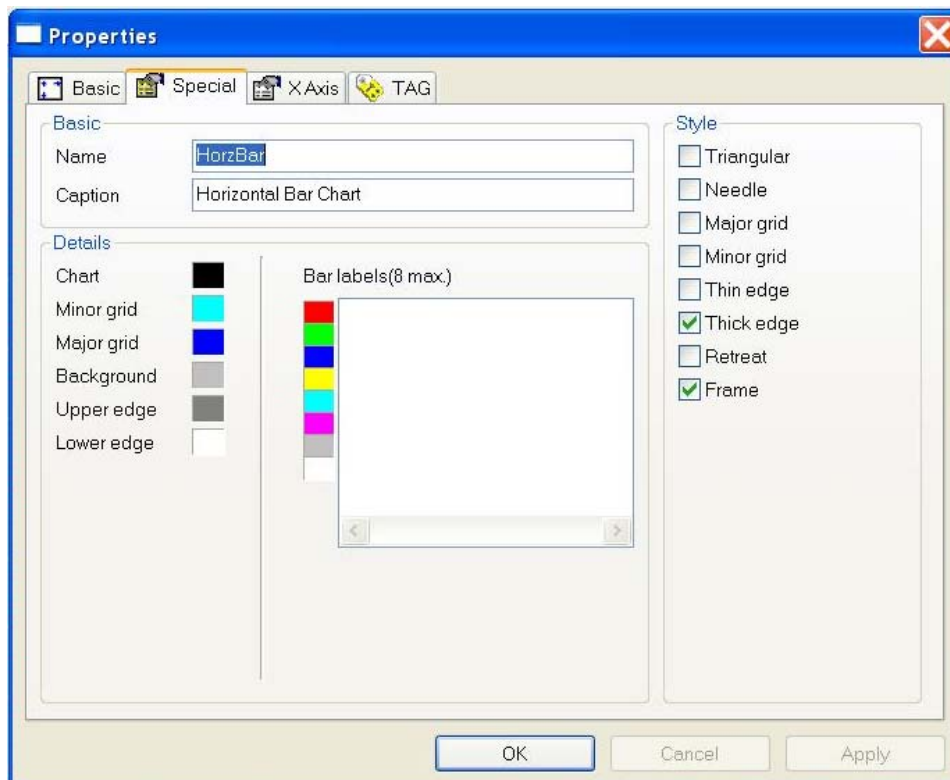 Properties
Basic
Special
X Axis
TAG
Basic
Name
HorzBar
Caption
Horizontal Bar Chart
Details
Chart
Minor grid
Major grid
Background
Upper edge
Lower edge
Bar labels(8 max.)
Style
Triangular
Needle
Major grid
Minor grid
Thin edge
Thick edge
Retreat
Frame
OK
Cancel
Apply